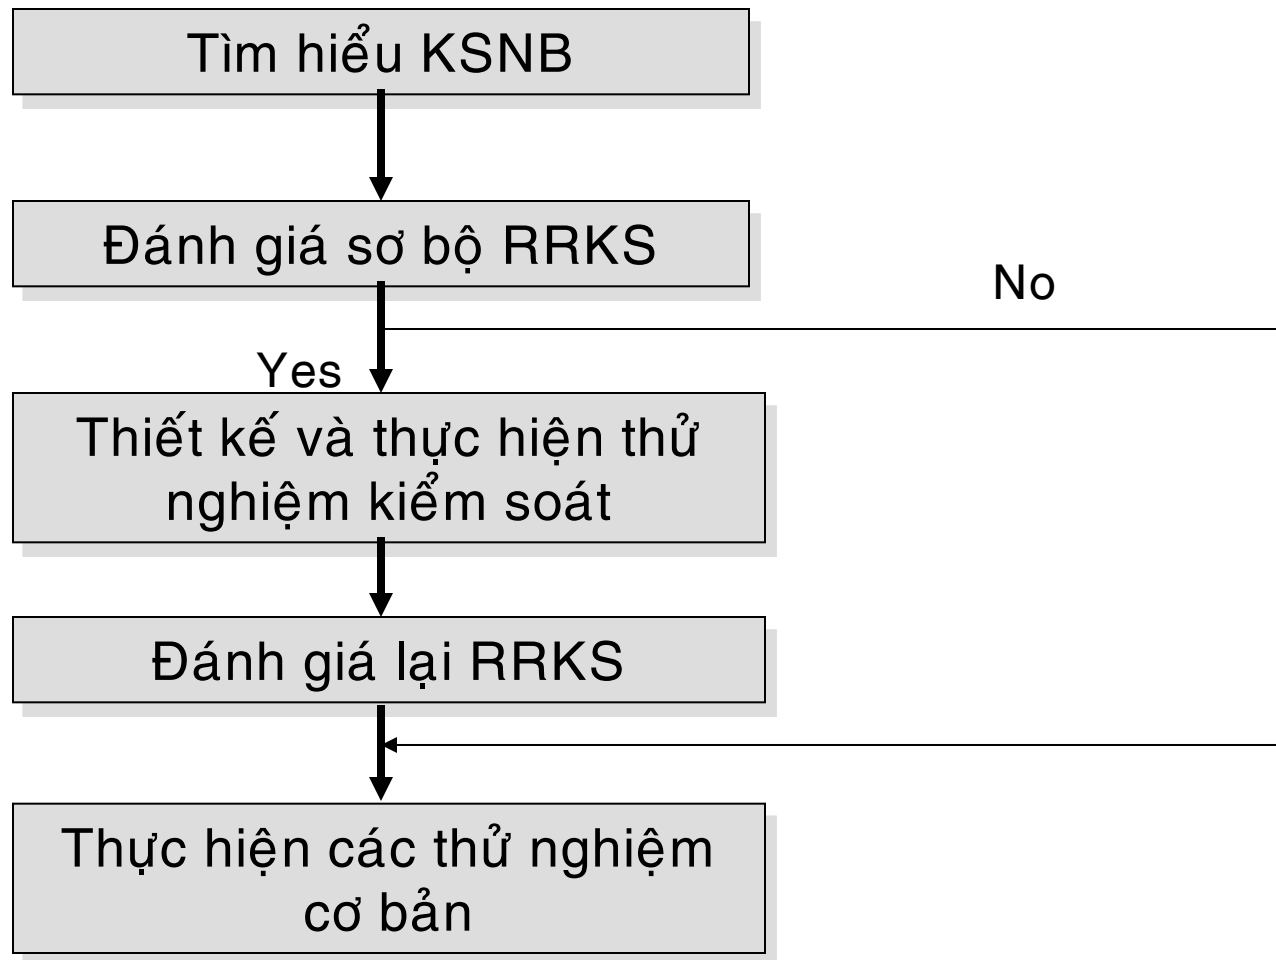 Tìm hiểu KSNB
Đánh giá sơ bộ RRKS
No
Yes
Thiết kế và thực hiện thử
nghiệm kiểm soát
Đánh giá lại RRKS
Thực hiện các thử nghiệm
cơ bản